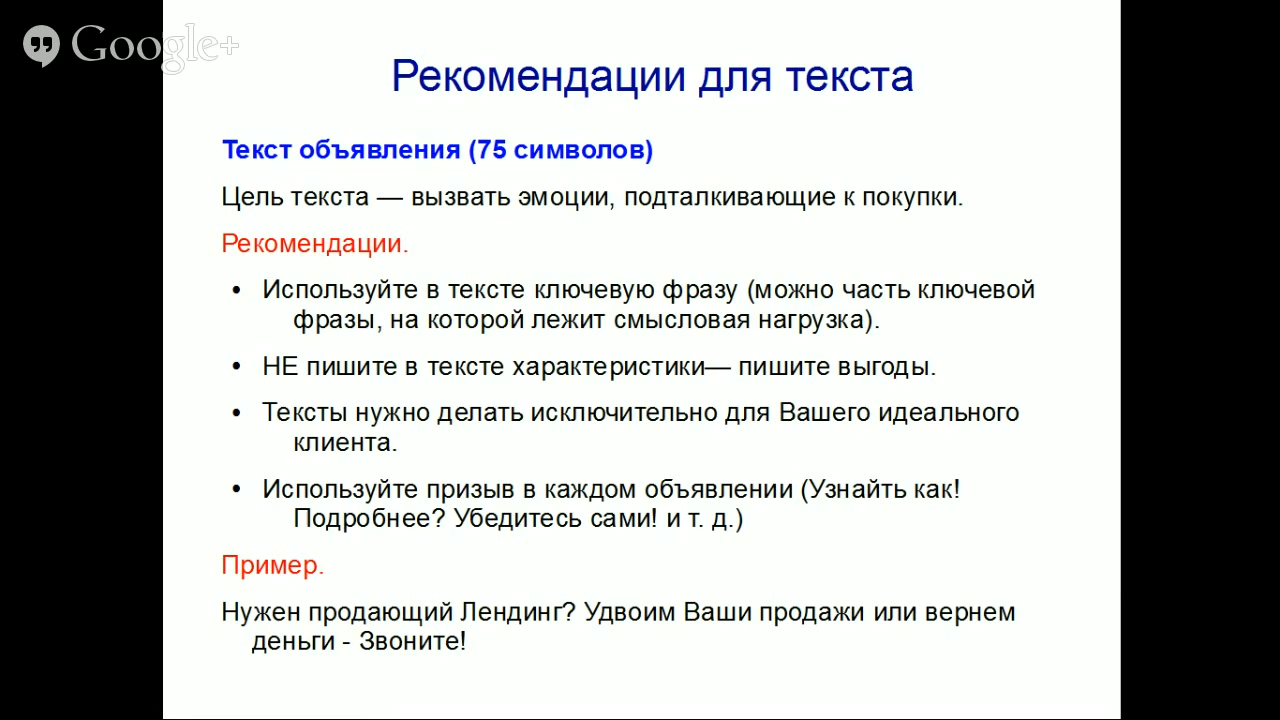 Google+
Рекомендации для текста
Текст объявления (75 символов)
Цель текста — вызвать эмоции, подталкивающие к покупки.
Рекомендации.
• Используйте в тексте ключевую фразу (можно часть ключевой
фразы, на которой лежит смысловая нагрузка).
• НЕ пишите в тексте характеристики— пишите выгоды.
• Тексты нужно делать исключительно для Вашего идеального
клиента.
• Используйте призыв в каждом объявлении (Узнайть как!
Подробнее? Убедитесь сами! и т. д.)
Пример.
Нужен продающий Лендинг? Удвоим Ваши продажи или вернем
деньги - Звоните!